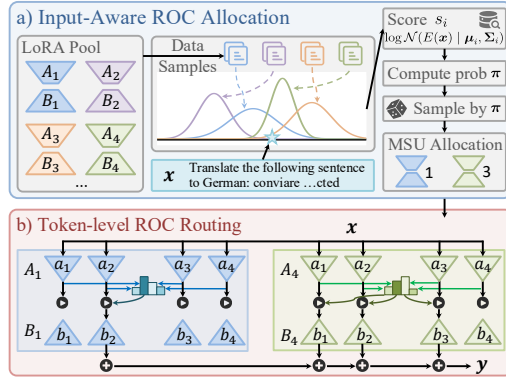 a) Input-Aware ROC Allocation
LoRA Pool
A₁ A₂
B₁ B₂
A₃ A₄
B₃ B₄
...
Data
Samples
x Translate the following sentence
to German: conviare ...cted
Score sᵢ
log 𝒩(E(x) | μᵢ, Σᵢ)
Compute prob π
Sample by π
MSU Allocation
1 3
b) Token-level ROC Routing
x
A₁ a₁ a₂ a₃ a₄ A₄ a₁ a₂ a₃ a₄
B₁ b₁ b₂ b₃ b₄ B₄ b₁ b₂ b₃ b₄
y